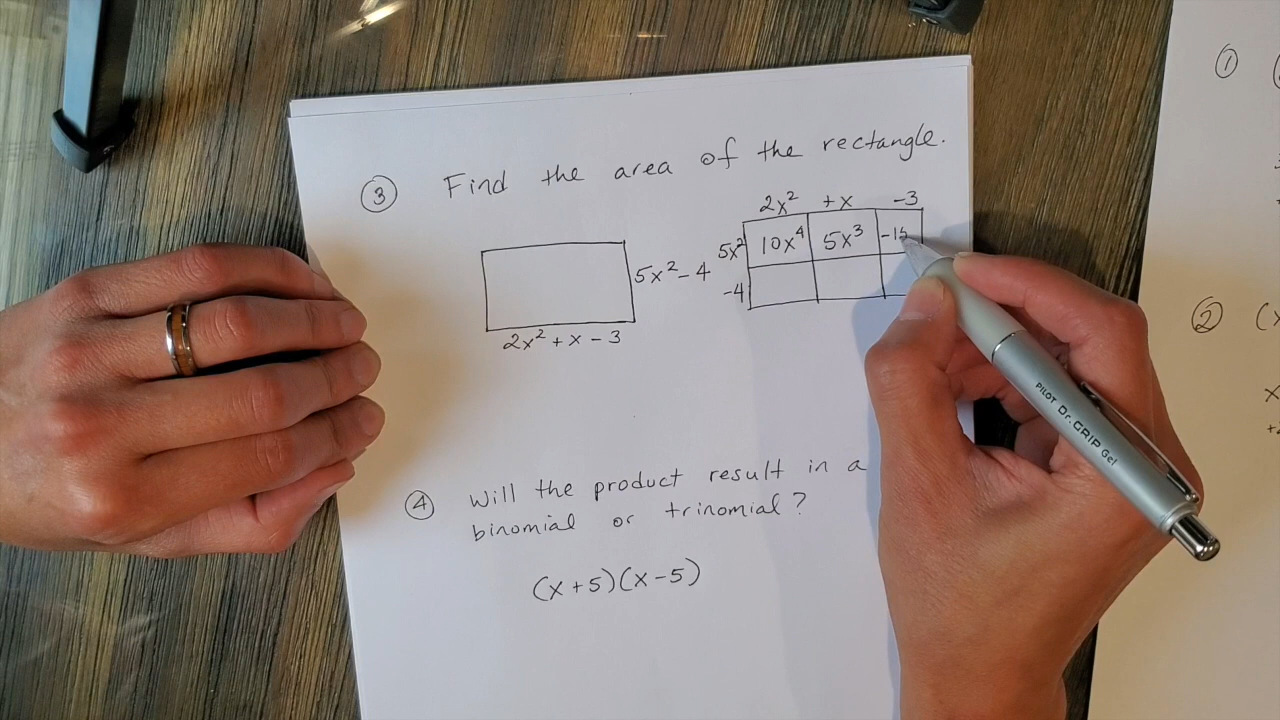 ③ Find the area of the rectangle.
2x² +x -3
5x² 10x⁴ 5x³ -15
-4
5x² - 4
2x² + x - 3
④ Will the product result in a
binomial or trinomial?
(x+5)(x-5)
PILOT Dr. GRIP Gel
①
② (x
x